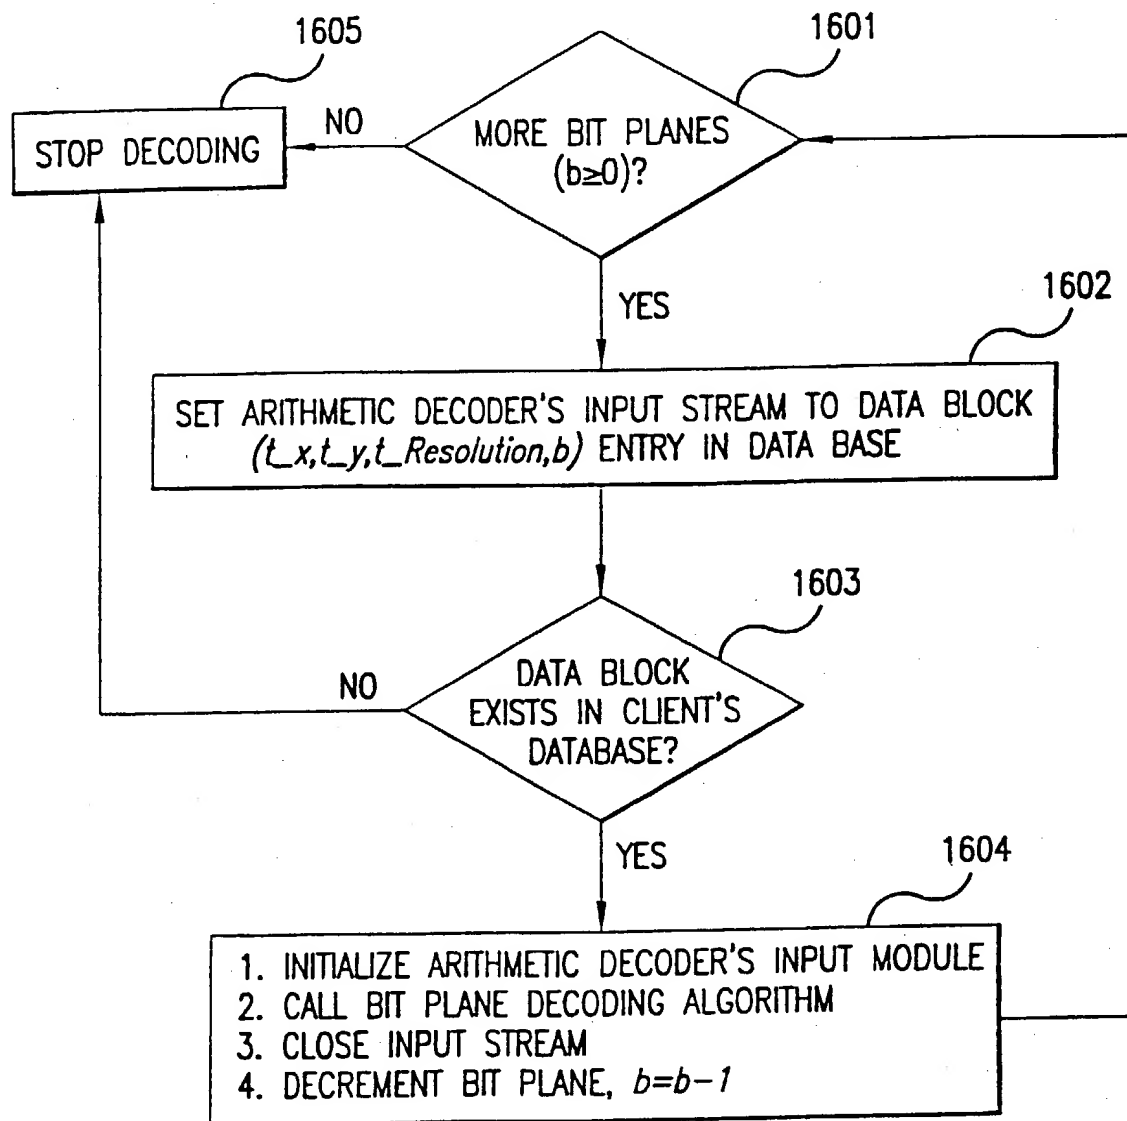 1605
1601
STOP DECODING
NO
MORE BIT PLANES
(b≥0)?
YES
1602
SET ARITHMETIC DECODER'S INPUT STREAM TO DATA BLOCK
(t_x,t_y,t_Resolution,b) ENTRY IN DATA BASE
1603
NO
DATA BLOCK
EXISTS IN CLIENT'S
DATABASE?
YES
1604
1. INITIALIZE ARITHMETIC DECODER'S INPUT MODULE
2. CALL BIT PLANE DECODING ALGORITHM
3. CLOSE INPUT STREAM
4. DECREMENT BIT PLANE, b=b-1